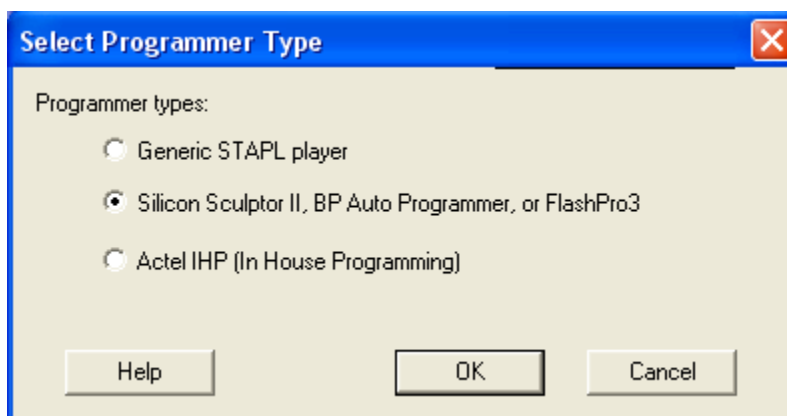 Select Programmer Type
Programmer types:
Generic STAPL player
Silicon Sculptor II, BP Auto Programmer, or FlashPro3
Actel IHP (In House Programming)
Help OK Cancel